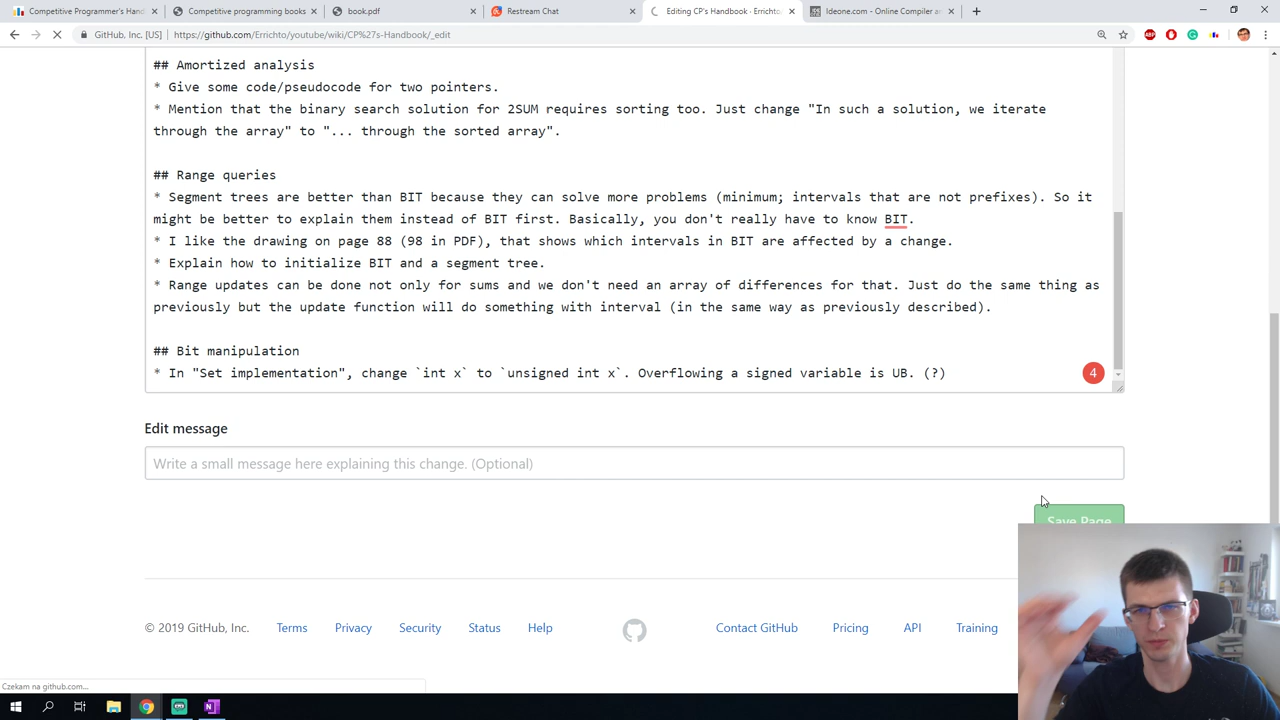 Competitive Programmer's Hand
Competitive programming books
book.pdf
Restream Chat
Editing CP's Handbook · Errichto
Ideone.com - Online Compiler a
GitHub, Inc. [US]
https://github.com/Errichto/youtube/wiki/CP%27s-Handbook/_edit
ABP
## Amortized analysis
* Give some code/pseudocode for two pointers.
* Mention that the binary search solution for 2SUM requires sorting too. Just change "In such a solution, we iterate
through the array" to "... through the sorted array".
## Range queries
* Segment trees are better than BIT because they can solve more problems (minimum; intervals that are not prefixes). So it
might be better to explain them instead of BIT first. Basically, you don't really have to know BIT.
* I like the drawing on page 88 (98 in PDF), that shows which intervals in BIT are affected by a change.
* Explain how to initialize BIT and a segment tree.
* Range updates can be done not only for sums and we don't need an array of differences for that. Just do the same thing as
previously but the update function will do something with interval (in the same way as previously described).
## Bit manipulation
* In "Set implementation", change `int x` to `unsigned int x`. Overflowing a signed variable is UB. (?)
4
Edit message
Write a small message here explaining this change. (Optional)
Save Page
© 2019 GitHub, Inc.
Terms
Privacy
Security
Status
Help
Contact GitHub
Pricing
API
Training
Czekam na github.com...